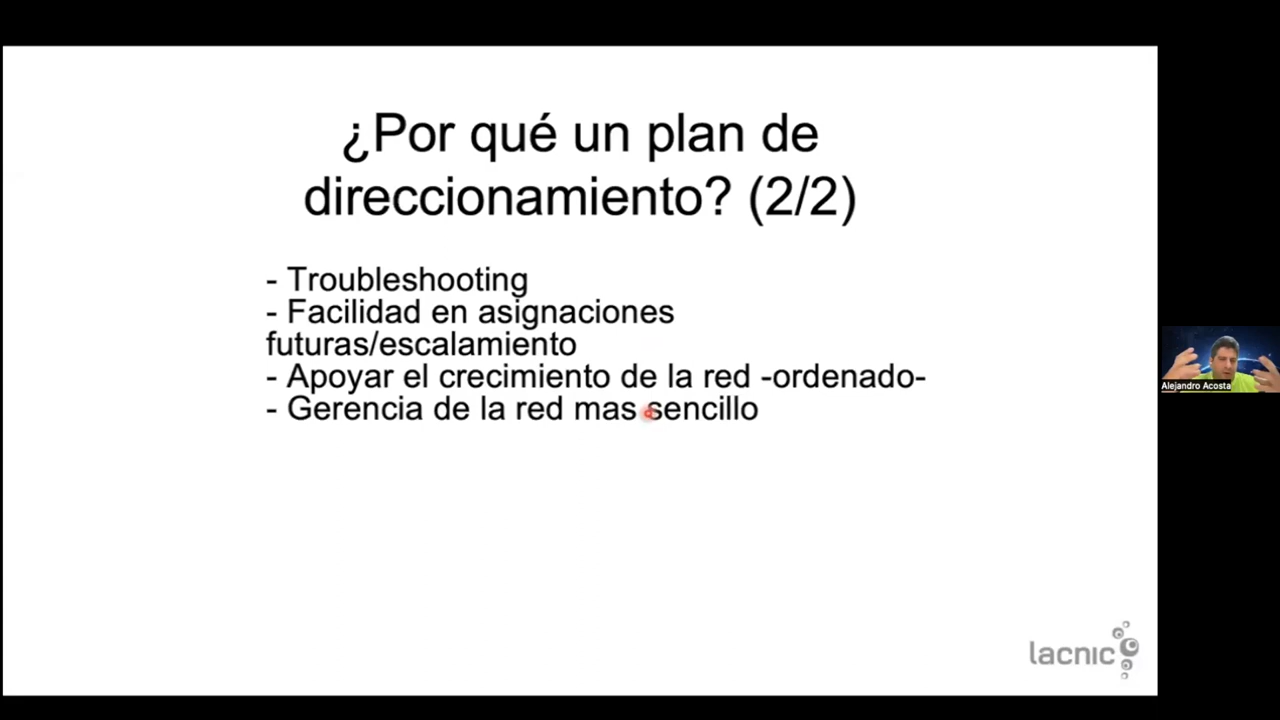 ¿Por qué un plan de
direccionamiento? (2/2)
- Troubleshooting
- Facilidad en asignaciones
futuras/escalamiento
- Apoyar el crecimiento de la red -ordenado-
- Gerencia de la red mas sencillo
Alejandro Acosta
lacnic